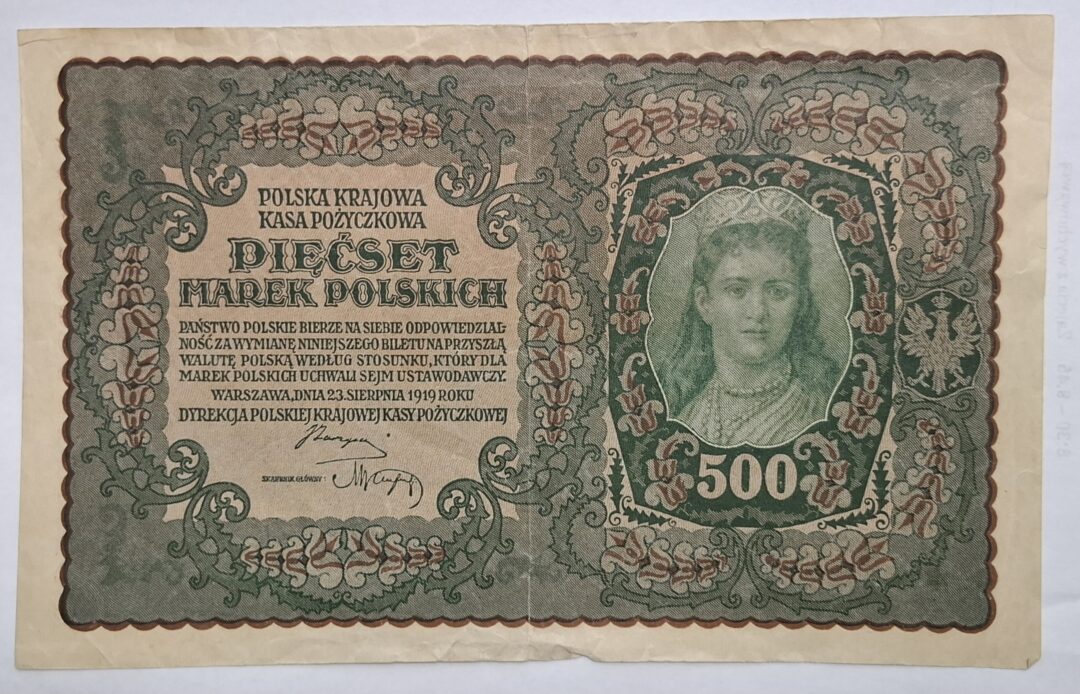 POLSKA KRAJOWA
KASA POŻYCZKOWA
PIĘĆSET
MAREK POLSKICH
PAŃSTWO POLSKIE BIERZE NA SIEBIE ODPOWIEDZIAL-
NOŚĆ ZA WYMIANĘ NINIEJSZEGO BILETU NA PRZYSZŁĄ
WALUTĘ POLSKĄ WEDŁUG STOSUNKU, KTÓRY DLA
MAREK POLSKICH UCHWALI SEJM USTAWODAWCZY.
WARSZAWA, DNIA 23. SIERPNIA 1919 ROKU
DYREKCJA POLSKIEJ KRAJOWEJ KASY POŻYCZKOWEJ
SKARBNIK GŁÓWNY:
500